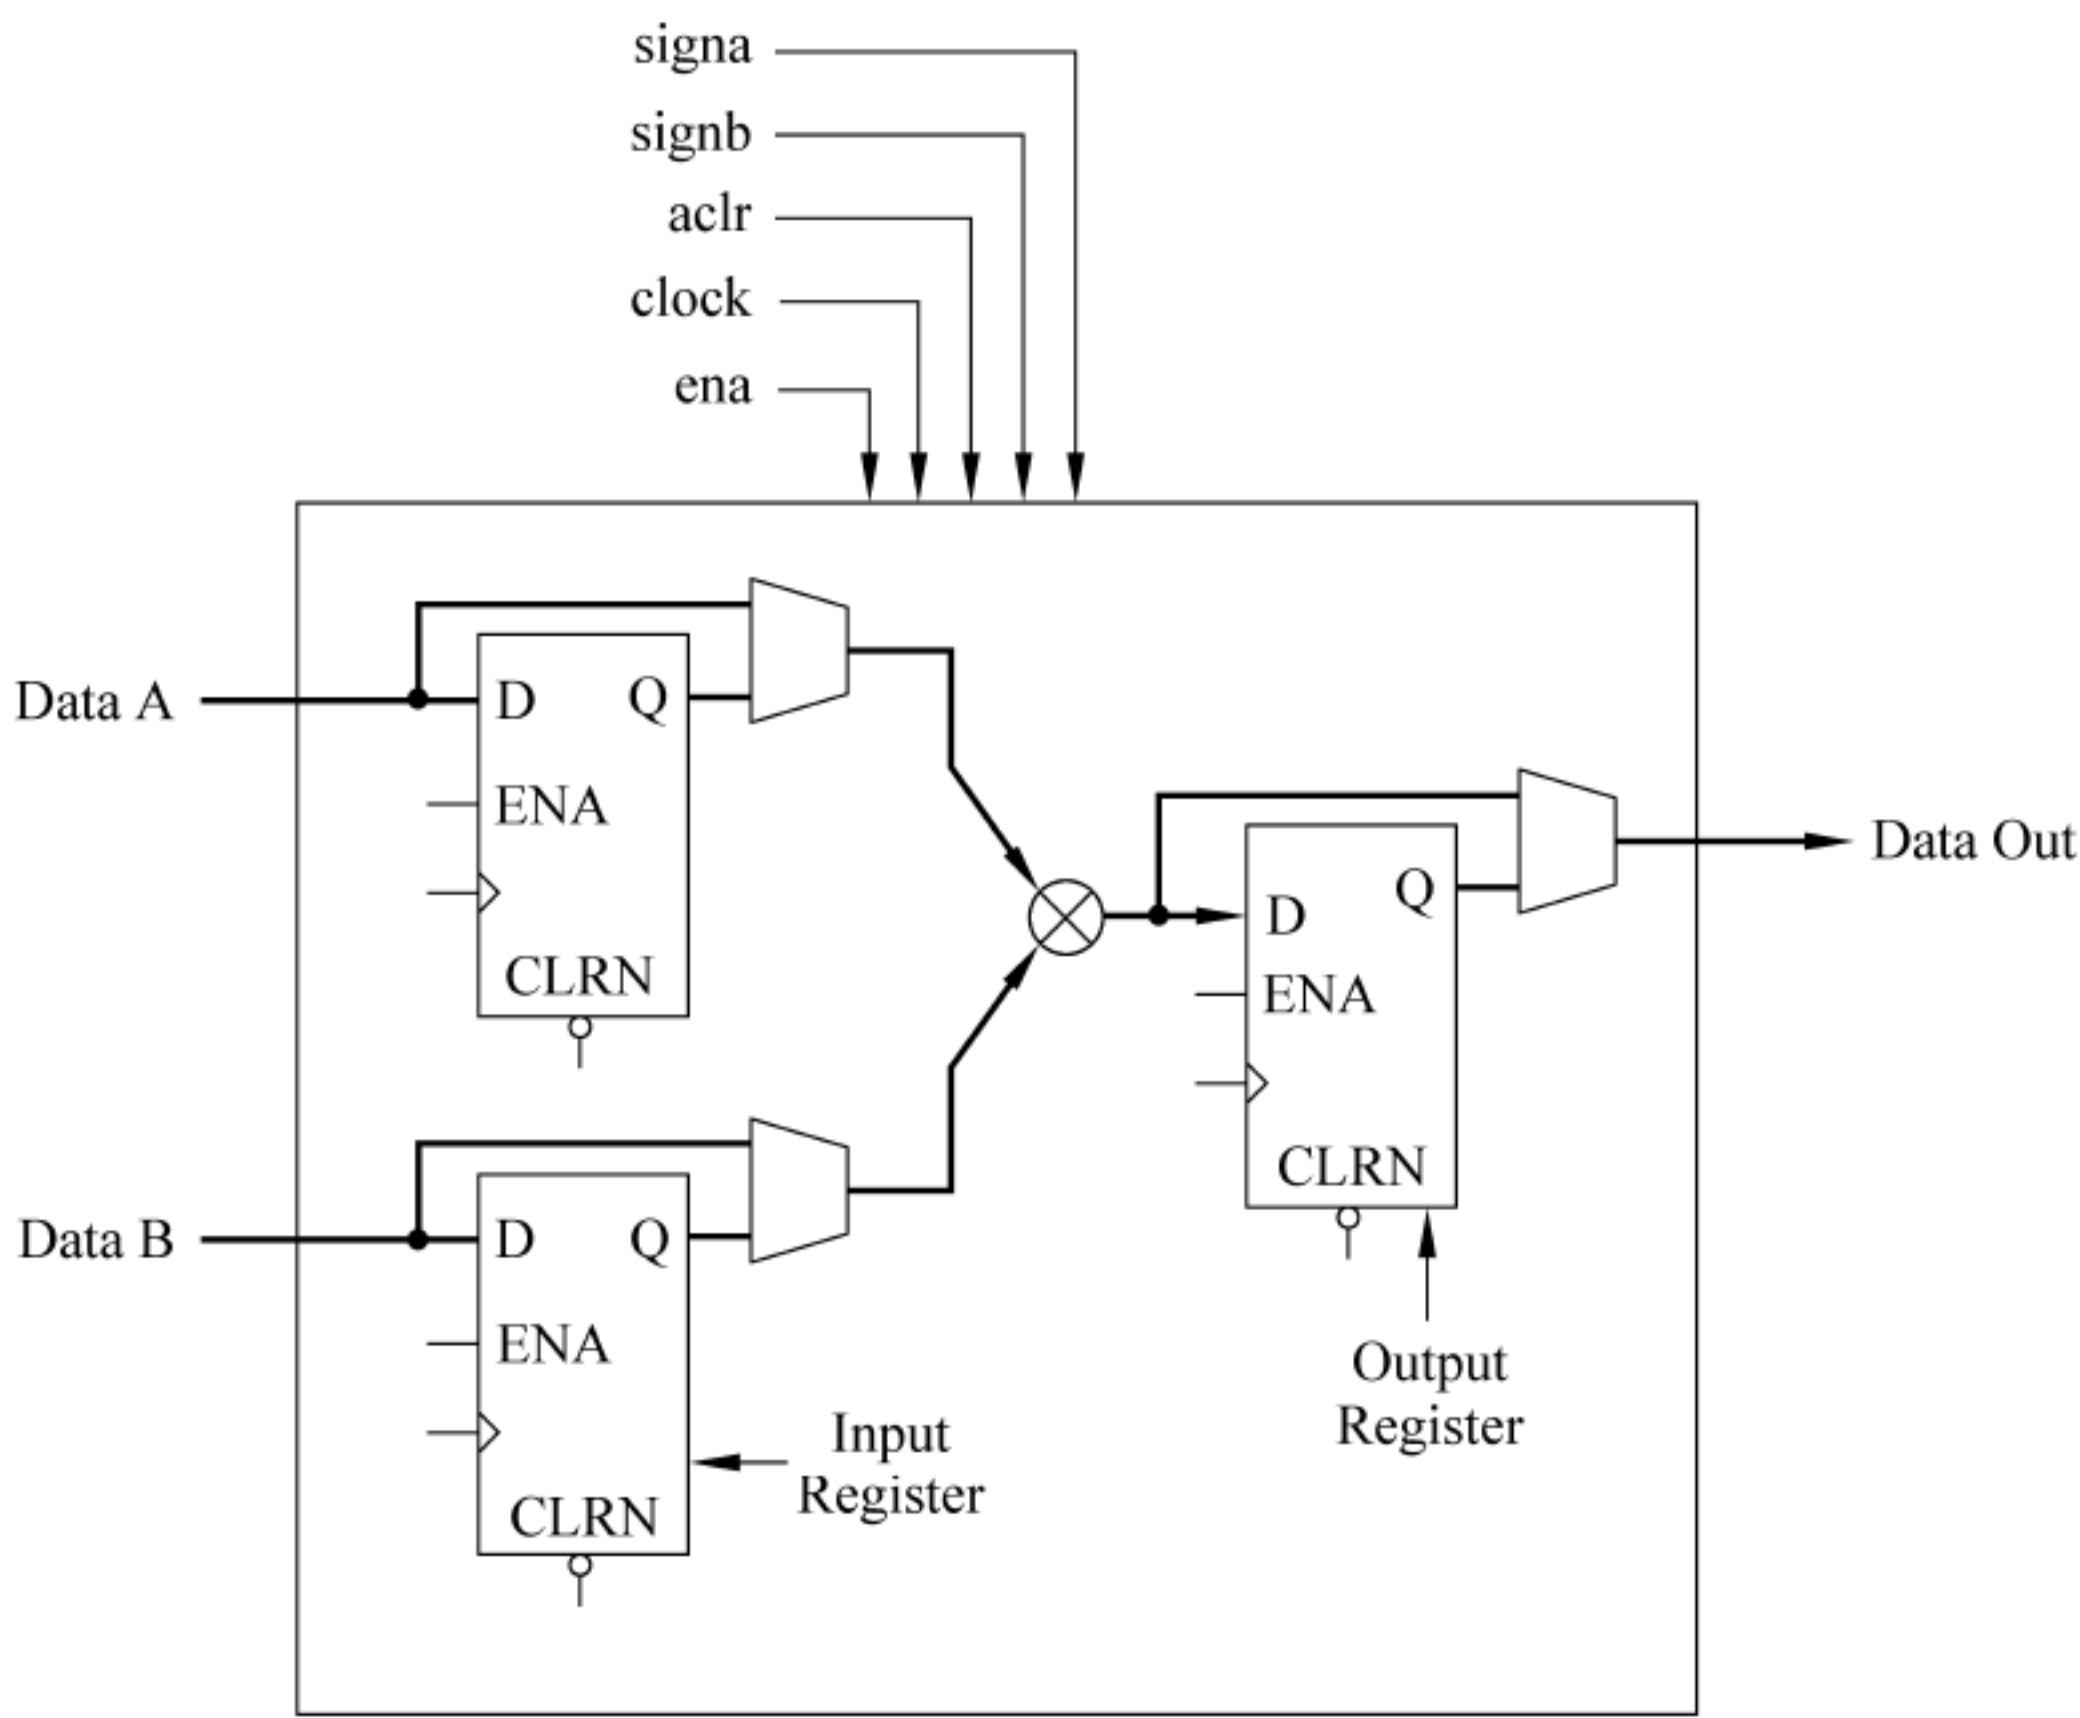 signa
signb
aclr
clock
ena
Data A
D
Q
ENA
CLRN
Data B
D
Q
ENA
CLRN
Input
Register
D
Q
ENA
CLRN
Output
Register
Data Out